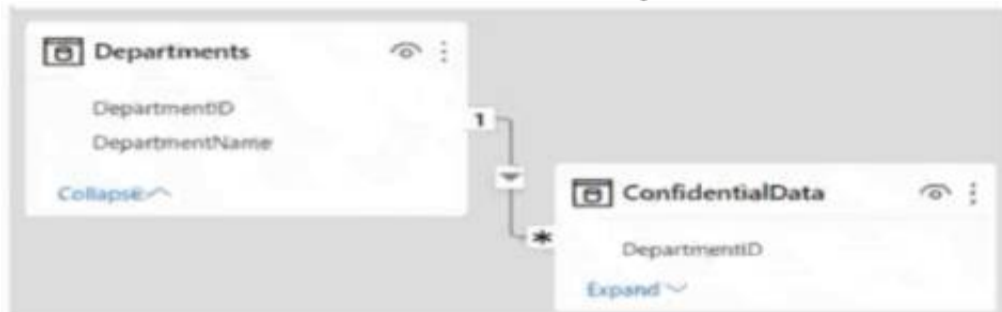 Departments
DepartmentID
DepartmentName
Collapse
1
*
ConfidentialData
DepartmentID
Expand